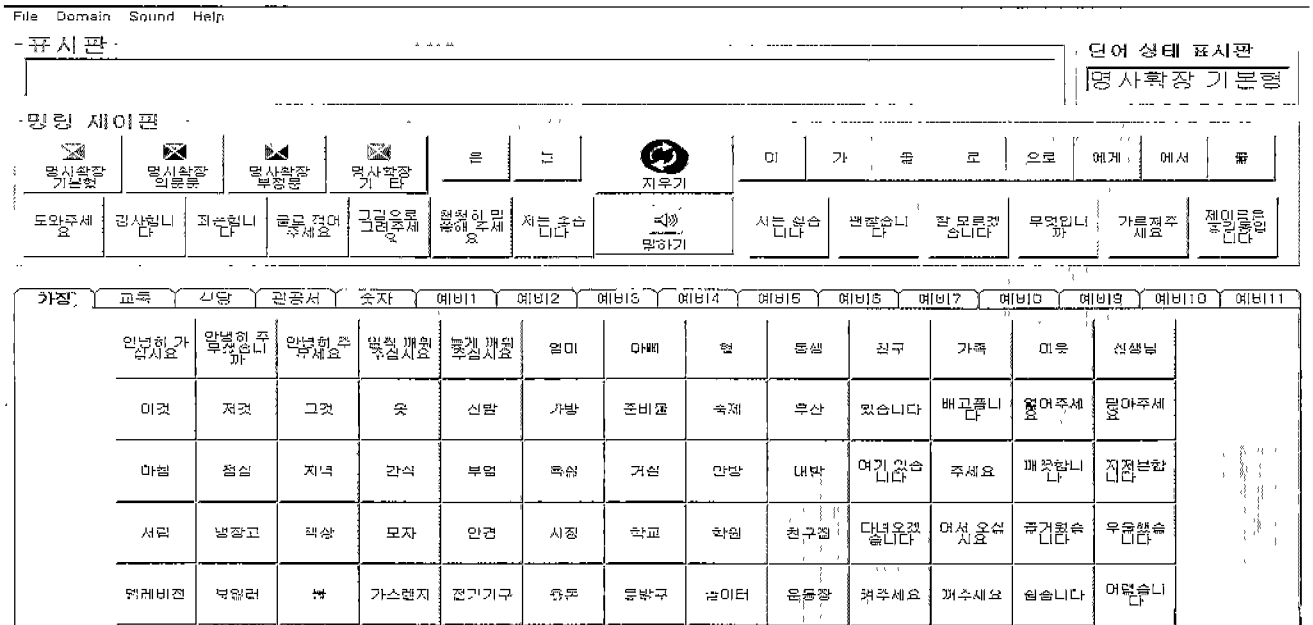 File Domain Sound Help
표시판
단어 상태 표시판
명사확장 기본형
명령 제어판
명사확장 기본형
명사확장 의문문
명사확장 부정문
명사확장 기 타
은
는
지우기
이
가
을
로
으로
에게
에서
도와주세요
감사합니다
죄송합니다
글로 적어 주세요
그림으로 그려주세요
천천히 말씀해 주세요
저는 좋습니다
말하기
저는 싫습니다
괜찮습니다
잘 모르겠습니다
무엇입니까
가르쳐주세요
가정
교육
식당
관공서
숫자
예비1
예비2
예비3
예비4
예비5
예비6
예비7
예비8
예비9
예비10
예비11
안녕히 가십시요
안녕히 주무셨습니까
안녕히 주무세요
일찍 깨워 주십시요
늦게 깨워 주십시요
엄마
아빠
형
동생
친구
가족
이웃
선생님
이것
저것
그것
옷
신발
가방
준비물
숙제
우산
있습니다
배고픕니다
열어주세요
닫아주세요
아침
점심
저녁
간식
부엌
욕실
거실
안방
내방
여기 있습니다
주세요
깨끗합니다
지저분합니다
서랍
냉장고
책상
모자
안경
시장
학교
학원
친구집
다녀오겠습니다
어서 오십시요
즐거웠습니다
우울했습니다
텔레비전
보일러
불
가스렌지
전기기구
용돈
문방구
놀이터
운동장
켜주세요
꺼주세요
쉽습니다
어렵습니다